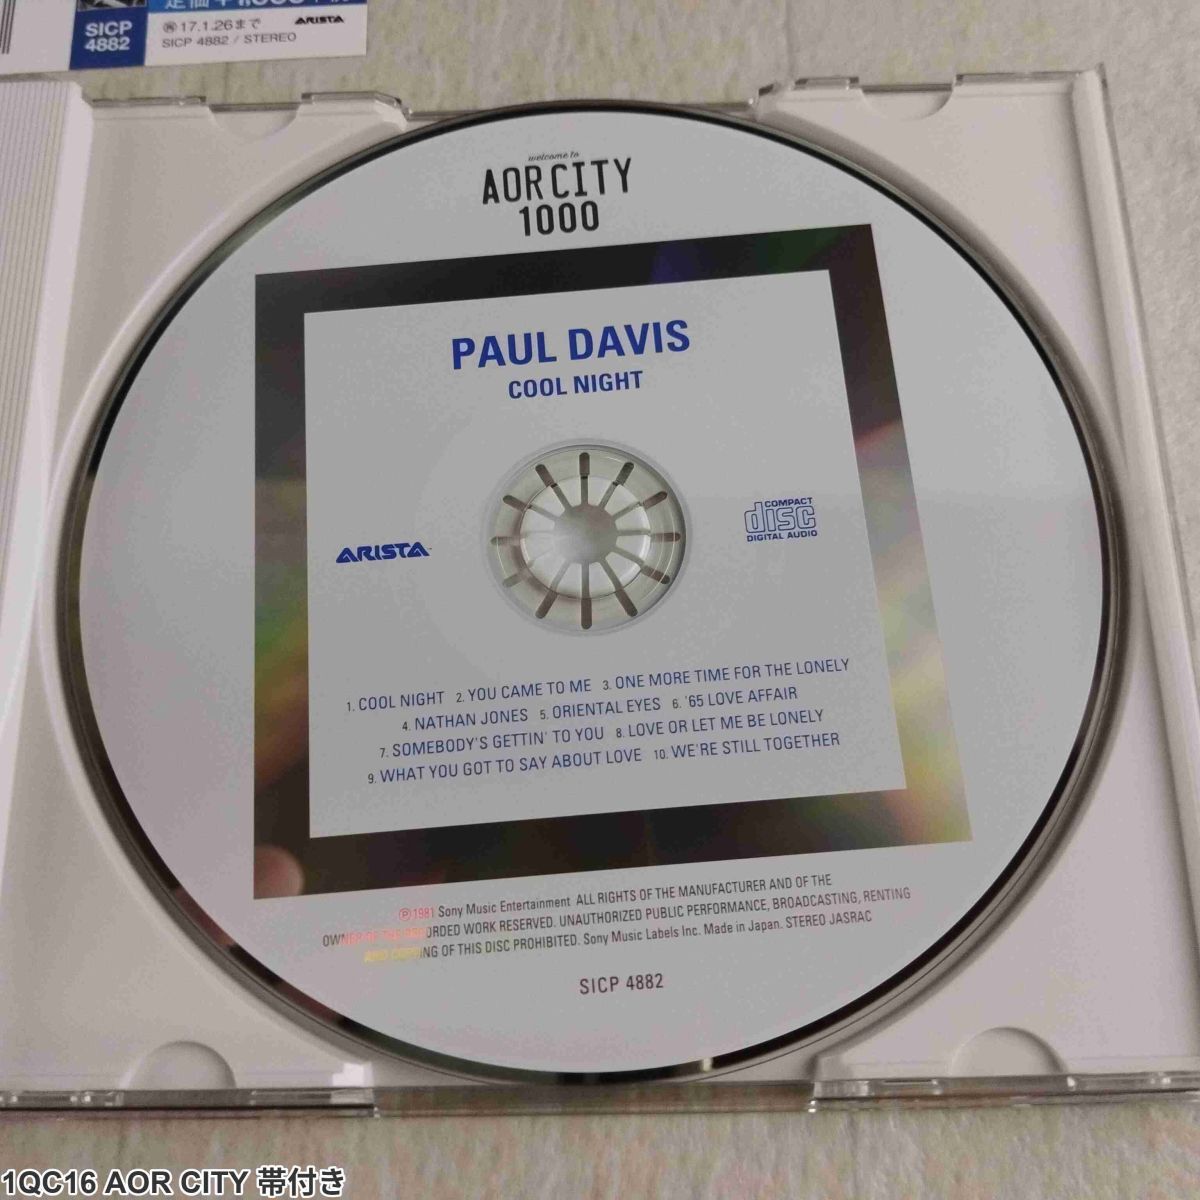 SICP
4882
17.1.26まで
ARISTA
SICP 4882 / STEREO
welcome to
AOR CITY
1000
PAUL DAVIS
COOL NIGHT
ARISTA
COMPACT
disc
DIGITAL AUDIO
1. COOL NIGHT 2. YOU CAME TO ME 3. ONE MORE TIME FOR THE LONELY
4. NATHAN JONES 5. ORIENTAL EYES 6. '65 LOVE AFFAIR
7. SOMEBODY'S GETTIN' TO YOU 8. LOVE OR LET ME BE LONELY
9. WHAT YOU GOT TO SAY ABOUT LOVE 10. WE'RE STILL TOGETHER
℗1981 Sony Music Entertainment ALL RIGHTS OF THE MANUFACTURER AND OF THE
OWNER OF THE RECORDED WORK RESERVED. UNAUTHORIZED PUBLIC PERFORMANCE, BROADCASTING, RENTING
AND COPYING OF THIS DISC PROHIBITED. Sony Music Labels Inc. Made in Japan. STEREO JASRAC
SICP 4882
1QC16 AOR CITY 帯付き